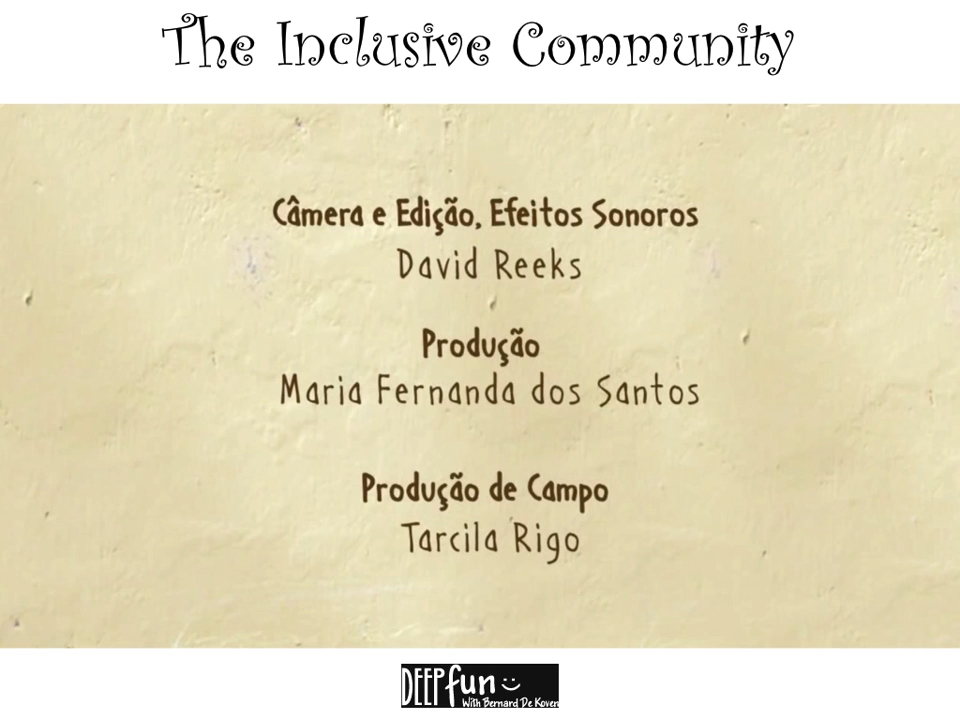 The Inclusive Community
Câmera e Edição, Efeitos Sonoros
David Reeks
Produção
Maria Fernanda dos Santos
Produção de Campo
Tarcila Rigo
DEEP fun
With Bernard De Koven